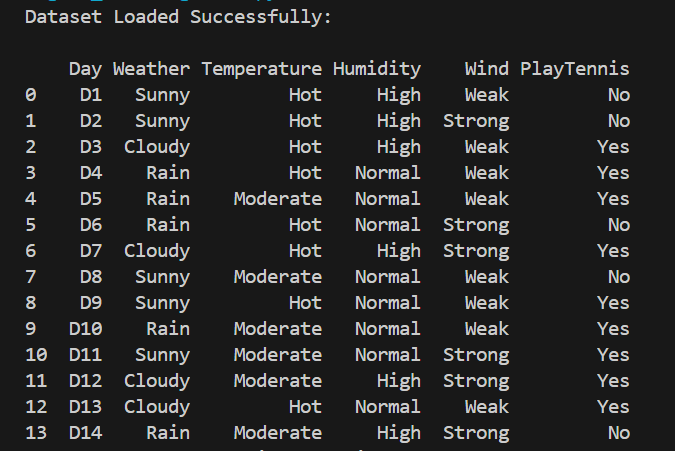 Dataset Loaded Successfully:
Day Weather Temperature Humidity Wind PlayTennis
0 D1 Sunny Hot High Weak No
1 D2 Sunny Hot High Strong No
2 D3 Cloudy Hot High Weak Yes
3 D4 Rain Hot Normal Weak Yes
4 D5 Rain Moderate Normal Weak Yes
5 D6 Rain Hot Normal Strong No
6 D7 Cloudy Hot High Strong Yes
7 D8 Sunny Moderate Normal Weak No
8 D9 Sunny Hot Normal Weak Yes
9 D10 Rain Moderate Normal Weak Yes
10 D11 Sunny Moderate Normal Strong Yes
11 D12 Cloudy Moderate High Strong Yes
12 D13 Cloudy Hot Normal Weak Yes
13 D14 Rain Moderate High Strong No